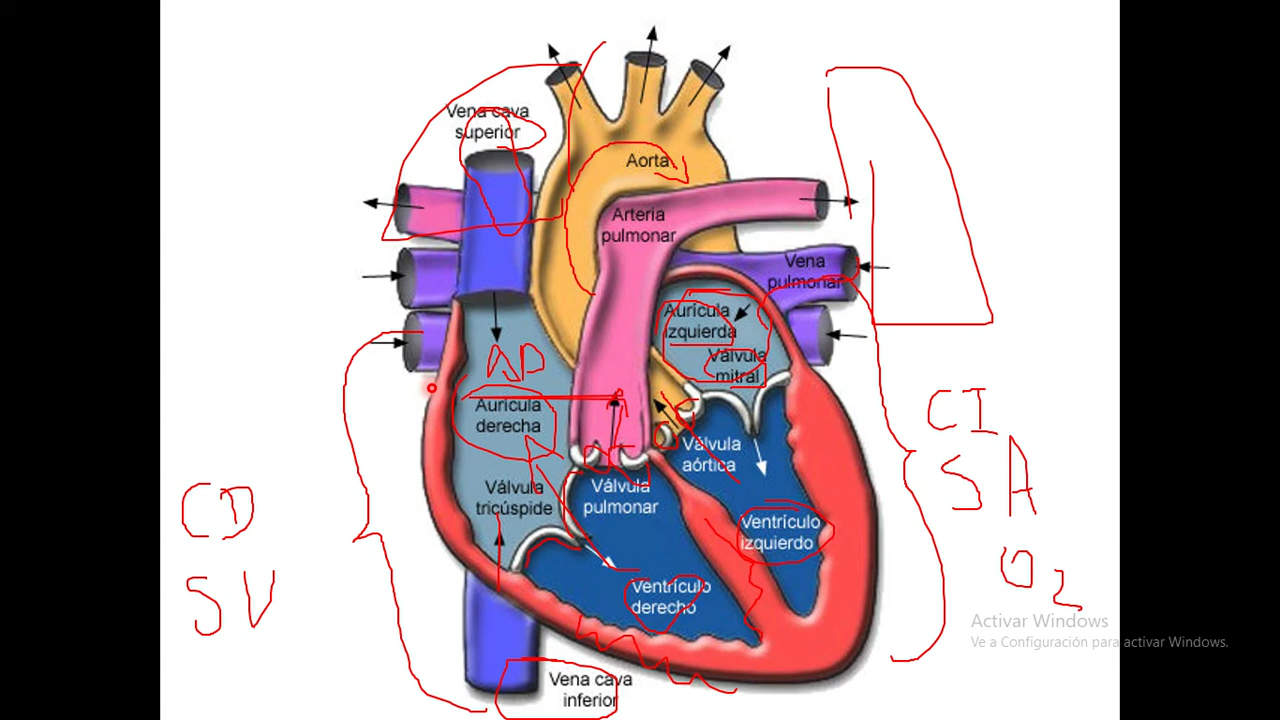 Vena cava
superior
Aorta
Arteria
pulmonar
Vena
pulmonar
Aurícula
izquierda
Válvula
mitral
AD
Aurícula
derecha
Válvula
aórtica
Válvula
tricúspide
Válvula
pulmonar
Ventrículo
izquierdo
Ventrículo
derecho
Vena cava
inferior
CD
SV
CI
SA
O2
Activar Windows
Ve a Configuración para activar Windows.